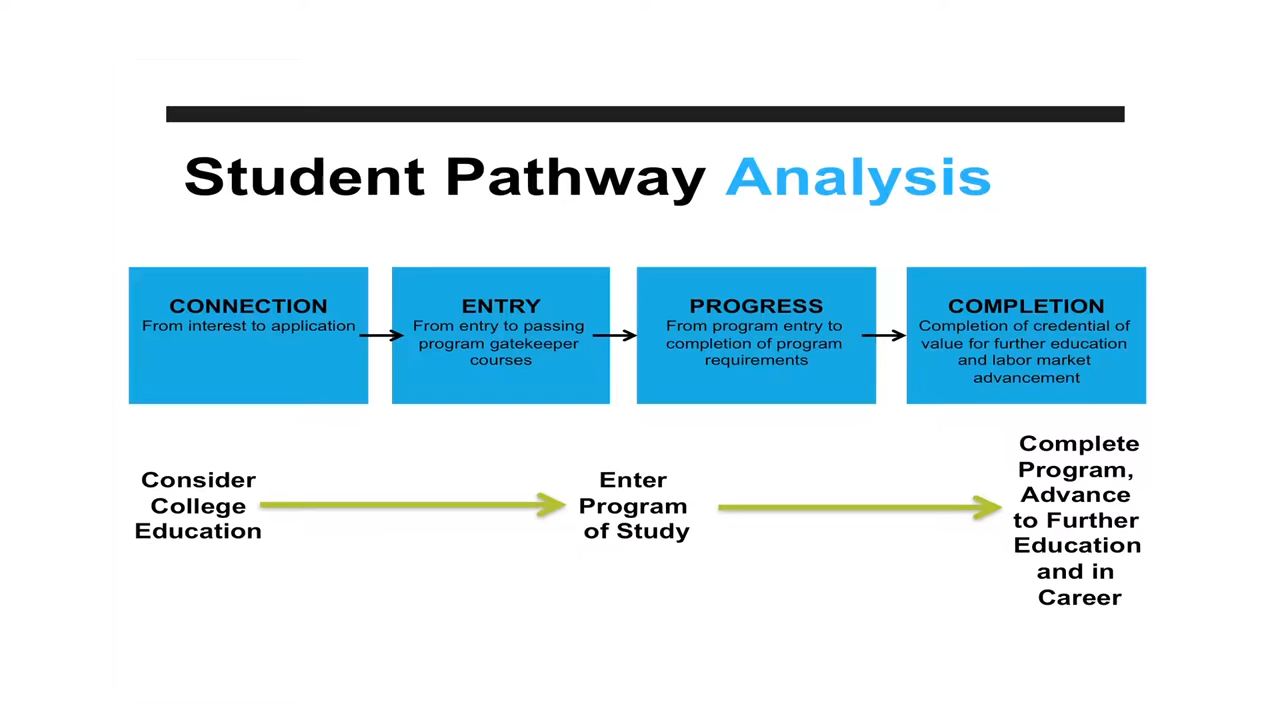 Student Pathway Analysis
CONNECTION
From interest to application
ENTRY
From entry to passing
program gatekeeper
courses
PROGRESS
From program entry to
completion of program
requirements
COMPLETION
Completion of credential of
value for further education
and labor market
advancement
Consider
College
Education
Enter
Program
of Study
Complete
Program,
Advance
to Further
Education
and in
Career